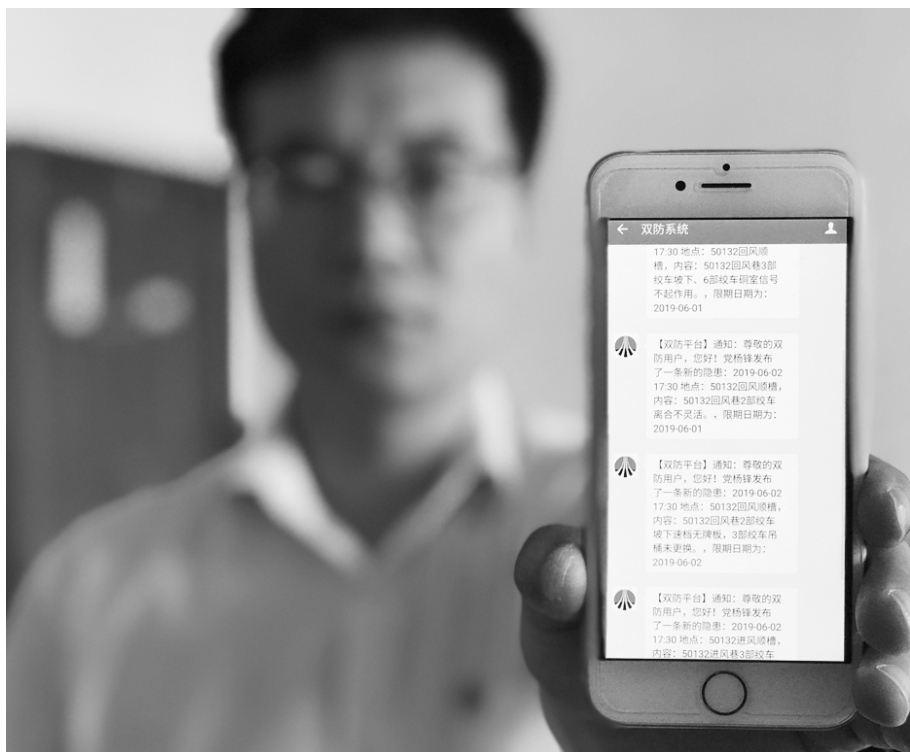 双防系统
17:30 地点：50132回风顺
槽，内容：50132回风巷3部
绞车坡下、6部绞车硐室信号
不起作用。，限期日期为：
2019-06-01
【双防平台】通知：尊敬的双
防用户，您好！党杨锋发布
了一条新的隐患：2019-06-02
17:30 地点：50132回风顺槽，
内容：50132回风巷2部绞车
离合不灵活。，限期日期为：
2019-06-01
【双防平台】通知：尊敬的双
防用户，您好！党杨锋发布
了一条新的隐患：2019-06-02
17:30 地点：50132回风顺槽，
内容：50132回风巷2部绞车
坡下速档无牌板，3部绞车吊
桶未更换。，限期日期为：
2019-06-02
【双防平台】通知：尊敬的双
防用户，您好！党杨锋发布
了一条新的隐患：2019-06-02
17:30 地点：50132进风顺槽，
内容：50132进风巷3部绞车